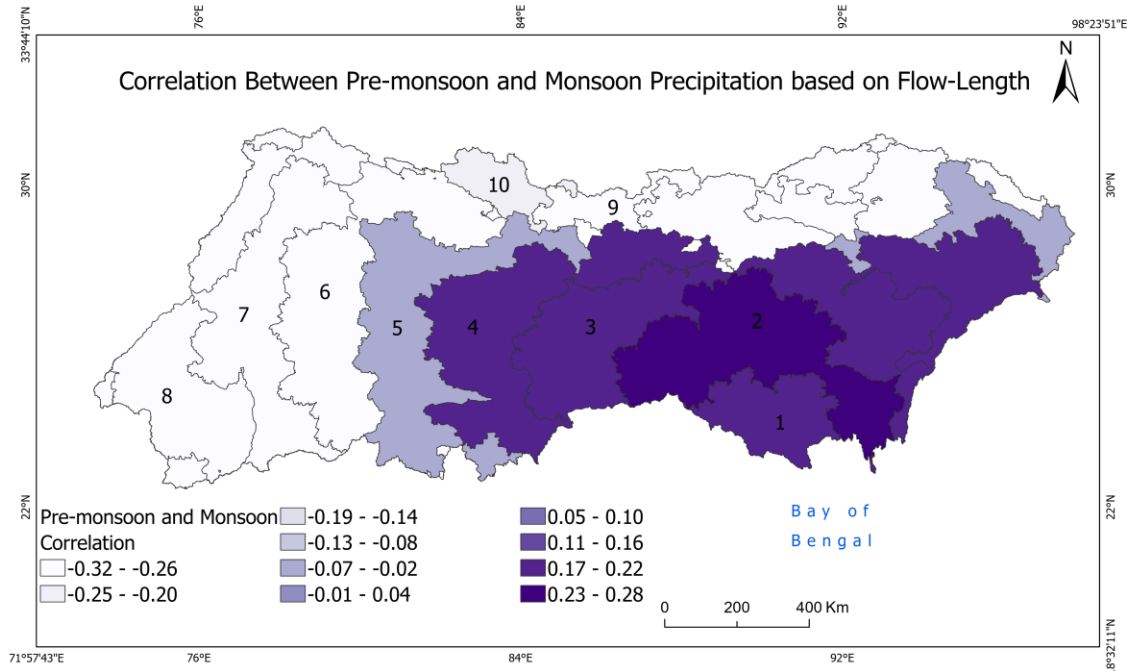 76°E 84°E 92°E 98°23'51"E
33°44'10"N
Correlation Between Pre-monsoon and Monsoon Precipitation based on Flow-Length
N
30°N 30°N
10
9
6
7
5
4
3
2
8
1
22°N 22°N
Pre-monsoon and Monsoon
Correlation
-0.32 - -0.26
-0.25 - -0.20
-0.19 - -0.14
-0.13 - -0.08
-0.07 - -0.02
-0.01 - 0.04
0.05 - 0.10
0.11 - 0.16
0.17 - 0.22
0.23 - 0.28
Bay of
Bengal
0 200 400 Km
71°57'43"E 76°E 84°E 92°E
8°32'11"N